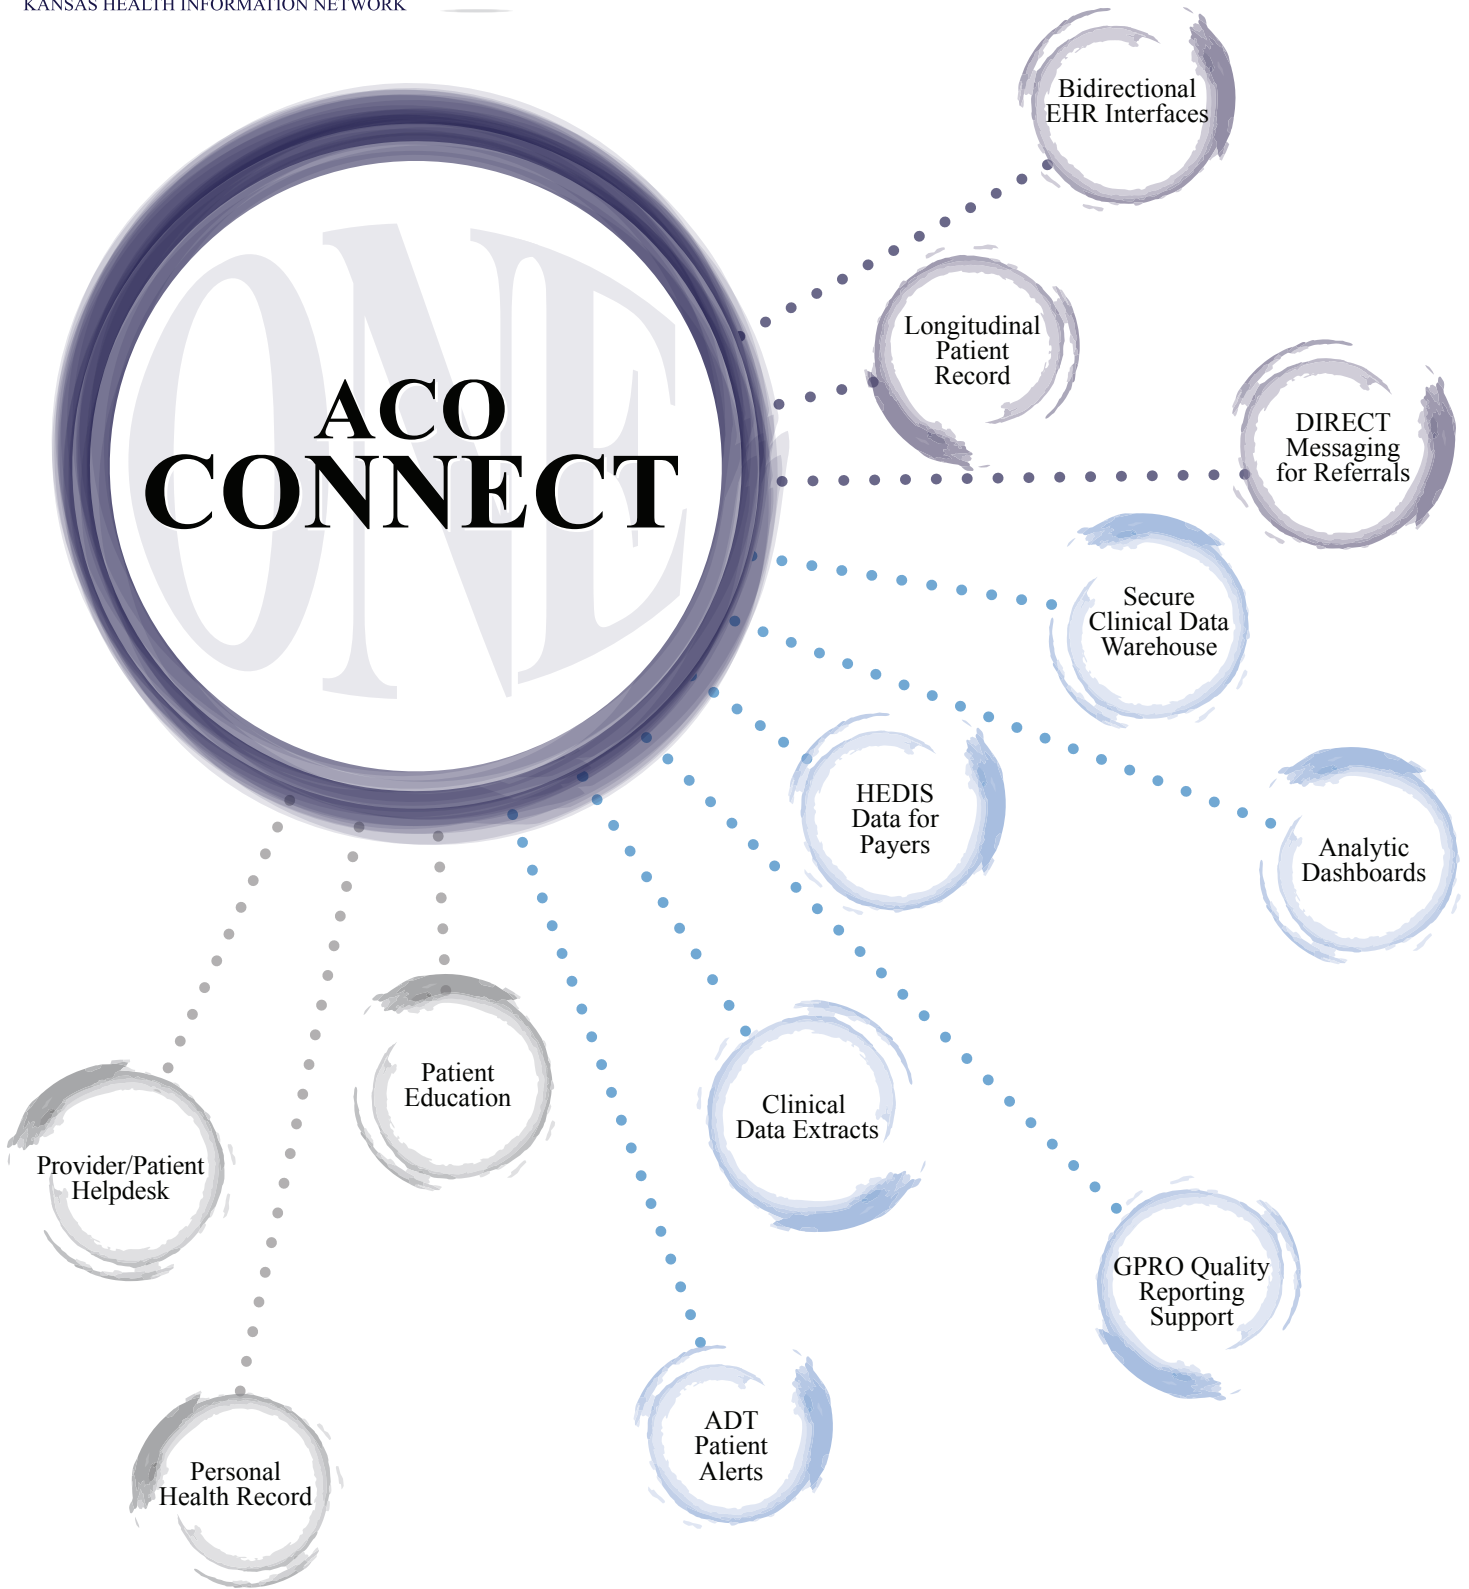 KANSAS HEALTH INFORMATION NETWORK
ONE
ACO
CONNECT
Bidirectional
EHR Interfaces
Longitudinal
Patient
Record
DIRECT
Messaging
for Referrals
Secure
Clinical Data
Warehouse
HEDIS
Data for
Payers
Analytic
Dashboards
Patient
Education
Clinical
Data Extracts
Provider/Patient
Helpdesk
GPRO Quality
Reporting
Support
ADT
Patient
Alerts
Personal
Health Record